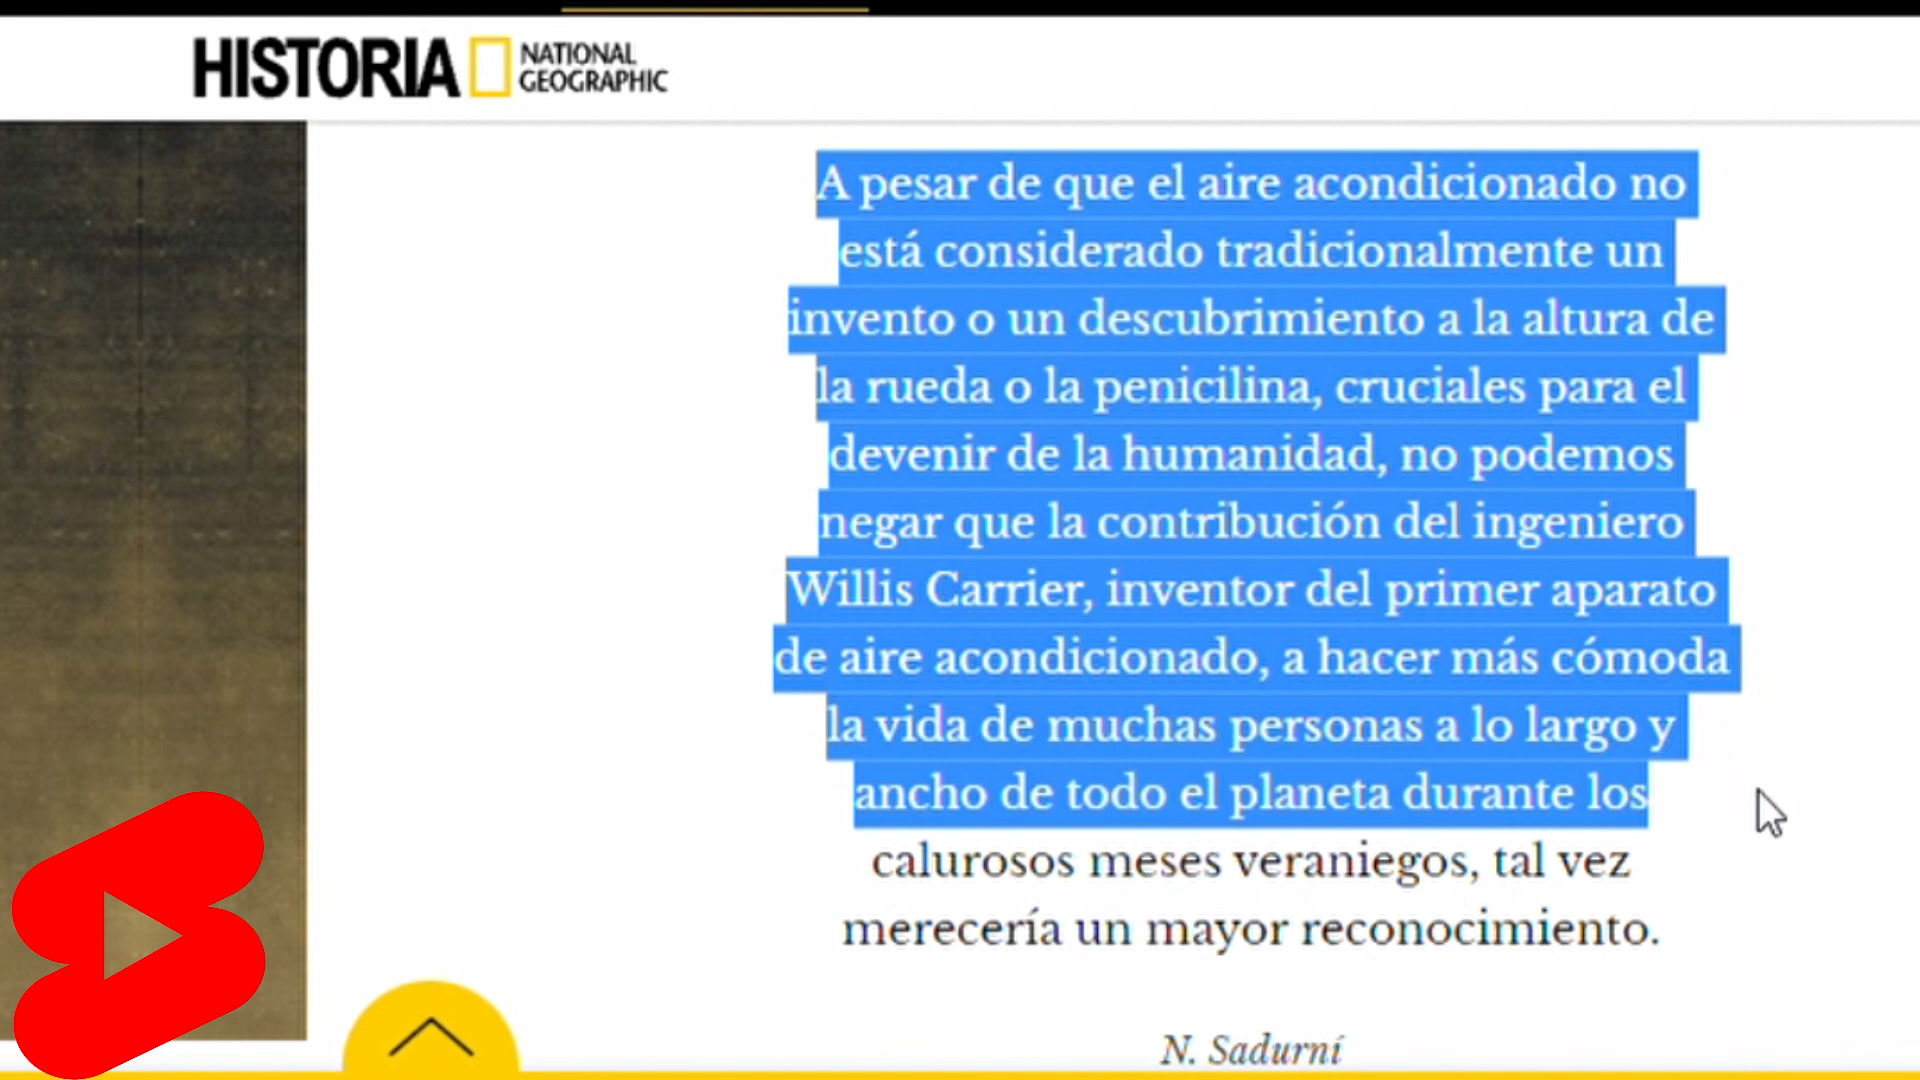 HISTORIA NATIONAL
GEOGRAPHIC
A pesar de que el aire acondicionado no
está considerado tradicionalmente un
invento o un descubrimiento a la altura de
la rueda o la penicilina, cruciales para el
devenir de la humanidad, no podemos
negar que la contribución del ingeniero
Willis Carrier, inventor del primer aparato
de aire acondicionado, a hacer más cómoda
la vida de muchas personas a lo largo y
ancho de todo el planeta durante los
calurosos meses veraniegos, tal vez
merecería un mayor reconocimiento.
N. Sadurní